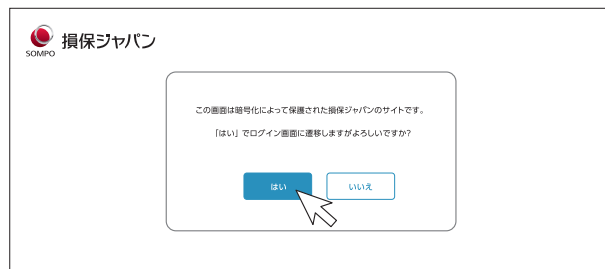 SOMPO
損保ジャパン
この画面は暗号化によって保護された損保ジャパンのサイトです。
「はい」でログイン画面に遷移しますがよろしいですか?
はい
いいえ